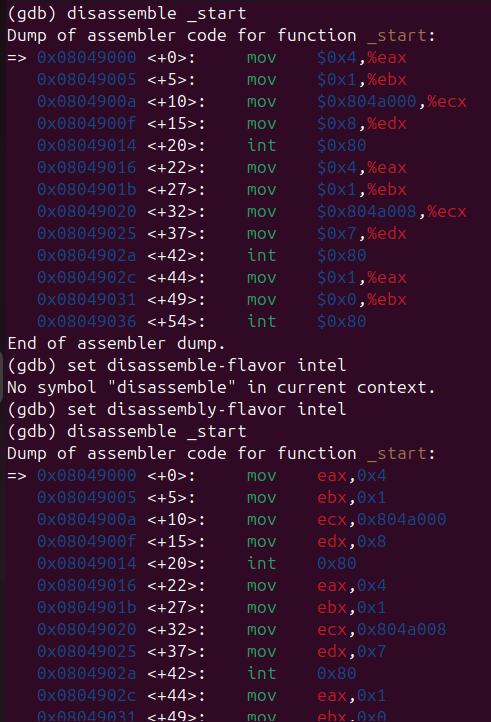 (gdb) disassemble _start
Dump of assembler code for function _start:
=> 0x08049000 <+0>:    mov    $0x4,%eax
   0x08049005 <+5>:    mov    $0x1,%ebx
   0x0804900a <+10>:   mov    $0x804a000,%ecx
   0x0804900f <+15>:   mov    $0x8,%edx
   0x08049014 <+20>:   int    $0x80
   0x08049016 <+22>:   mov    $0x4,%eax
   0x0804901b <+27>:   mov    $0x1,%ebx
   0x08049020 <+32>:   mov    $0x804a008,%ecx
   0x08049025 <+37>:   mov    $0x7,%edx
   0x0804902a <+42>:   int    $0x80
   0x0804902c <+44>:   mov    $0x1,%eax
   0x08049031 <+49>:   mov    $0x0,%ebx
   0x08049036 <+54>:   int    $0x80
End of assembler dump.
(gdb) set disassemble-flavor intel
No symbol "disassemble" in current context.
(gdb) set disassembly-flavor intel
(gdb) disassemble _start
Dump of assembler code for function _start:
=> 0x08049000 <+0>:    mov    eax,0x4
   0x08049005 <+5>:    mov    ebx,0x1
   0x0804900a <+10>:   mov    ecx,0x804a000
   0x0804900f <+15>:   mov    edx,0x8
   0x08049014 <+20>:   int    0x80
   0x08049016 <+22>:   mov    eax,0x4
   0x0804901b <+27>:   mov    ebx,0x1
   0x08049020 <+32>:   mov    ecx,0x804a008
   0x08049025 <+37>:   mov    edx,0x7
   0x0804902a <+42>:   int    0x80
   0x0804902c <+44>:   mov    eax,0x1
   0x08049031 <+49>:   mov    ebx,0x0